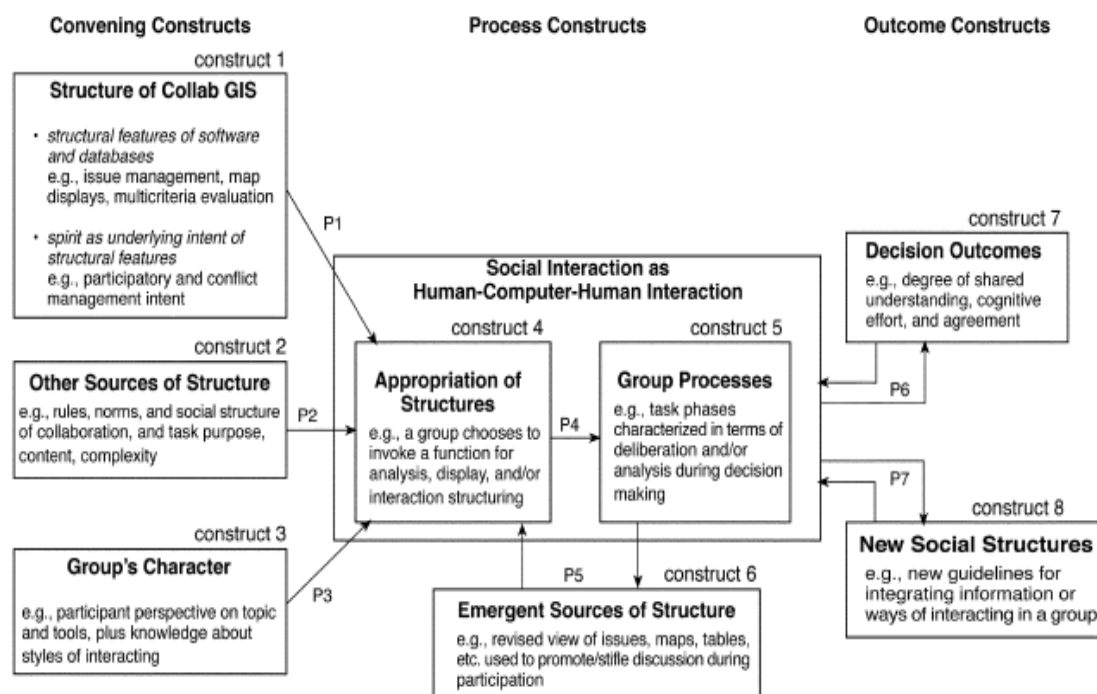 Convening Constructs
Process Constructs
Outcome Constructs
construct 1
Structure of Collab GIS
• structural features of software
and databases
e.g., issue management, map
displays, multicriteria evaluation
• spirit as underlying intent of
structural features
e.g., participatory and conflict
management intent
P1
construct 2
Other Sources of Structure
e.g., rules, norms, and social structure
of collaboration, and task purpose,
content, complexity
P2
construct 3
Group's Character
e.g., participant perspective on topic
and tools, plus knowledge about
styles of interacting
P3
Social Interaction as
Human-Computer-Human Interaction
construct 4
Appropriation of
Structures
e.g., a group chooses to
invoke a function for
analysis, display, and/or
interaction structuring
P4
construct 5
Group Processes
e.g., task phases
characterized in terms of
deliberation and/or
analysis during decision
making
P5
construct 6
Emergent Sources of Structure
e.g., revised view of issues, maps, tables,
etc. used to promote/stifle discussion during
participation
construct 7
Decision Outcomes
e.g., degree of shared
understanding, cognitive
effort, and agreement
P6
P7
construct 8
New Social Structures
e.g., new guidelines for
integrating information or
ways of interacting in a group